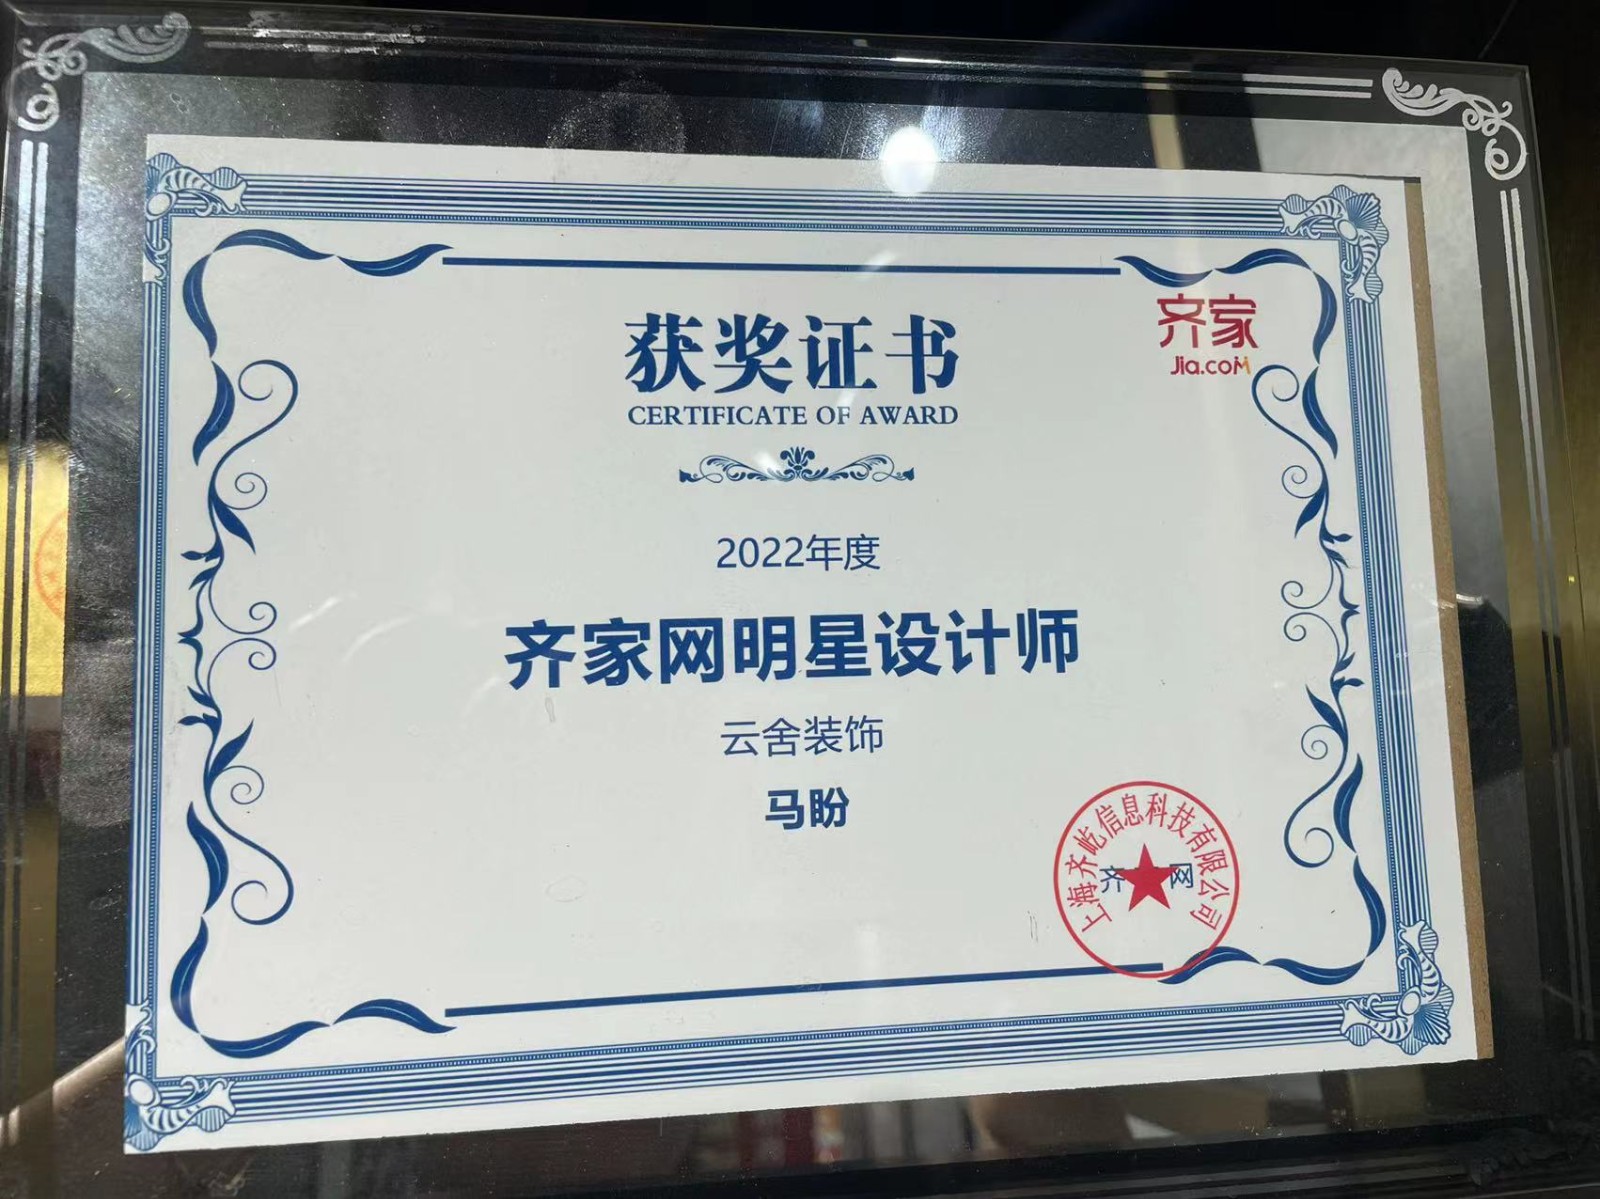 齐家
Jia.com
获奖证书
CERTIFICATE OF AWARD
2022年度
齐家网明星设计师
云舍装饰
马盼
上海齐屹信息科技有限公司
齐 网